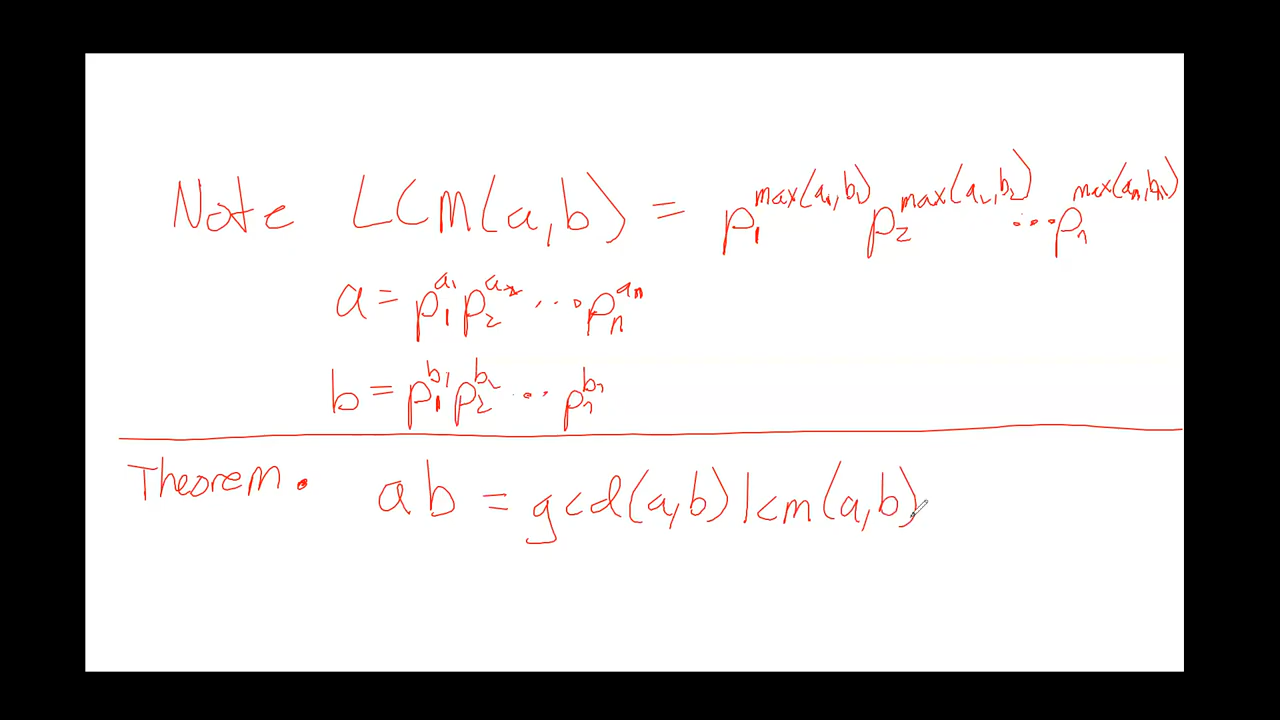 Note LCM(a,b) = p₁^max(a₁,b₁) p₂^max(a₂,b₂) ... pₙ^max(aₙ,bₙ)
a = p₁^a₁ p₂^a₂ ... pₙ^aₙ
b = p₁^b₁ p₂^b₂ ... pₙ^bₙ
Theorem. ab = gcd(a,b) lcm(a,b)